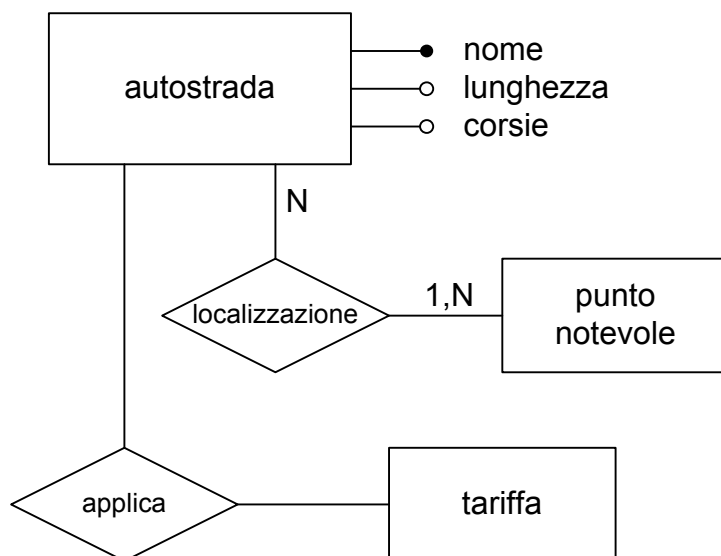 autostrada
nome
lunghezza
corsie
N
localizzazione
1,N
punto
notevole
applica
tariffa